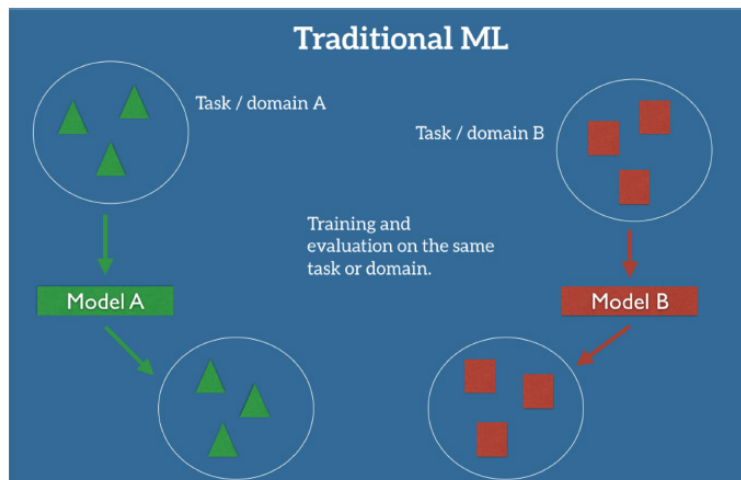 Traditional ML
Task / domain A
Task / domain B
Training and
evaluation on the same
task or domain.
Model A
Model B